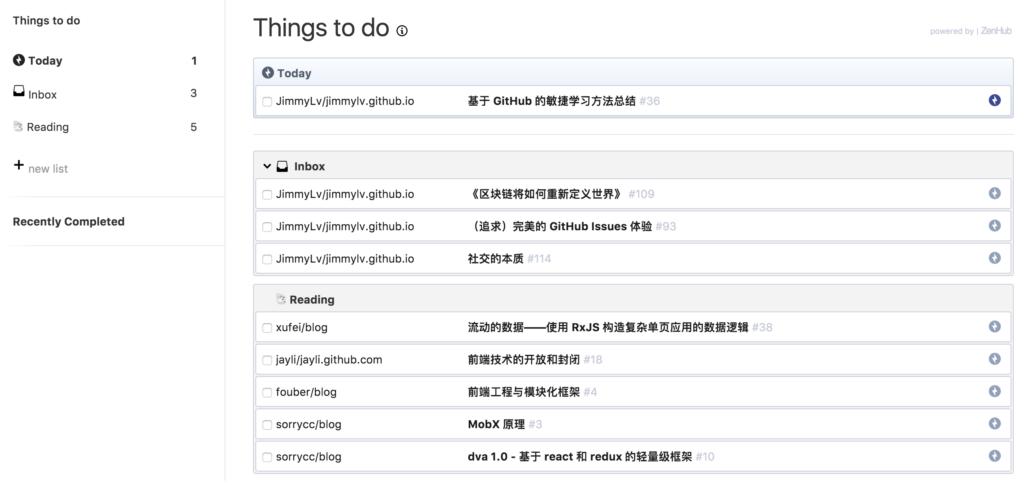 Things to do
Today 1
Inbox 3
Reading 5
+ new list
Recently Completed
Things to do
powered by | ZenHub
Today
JimmyLv/jimmylv.github.io 基于 GitHub 的敏捷学习方法总结 #36
Inbox
JimmyLv/jimmylv.github.io 《区块链将如何重新定义世界》 #109
JimmyLv/jimmylv.github.io （追求）完美的 GitHub Issues 体验 #93
JimmyLv/jimmylv.github.io 社交的本质 #114
Reading
xufei/blog 流动的数据——使用 RxJS 构造复杂单页应用的数据逻辑 #38
jayli/jayli.github.com 前端技术的开放和封闭 #18
fouber/blog 前端工程与模块化框架 #4
sorrycc/blog MobX 原理 #3
sorrycc/blog dva 1.0 - 基于 react 和 redux 的轻量级框架 #10